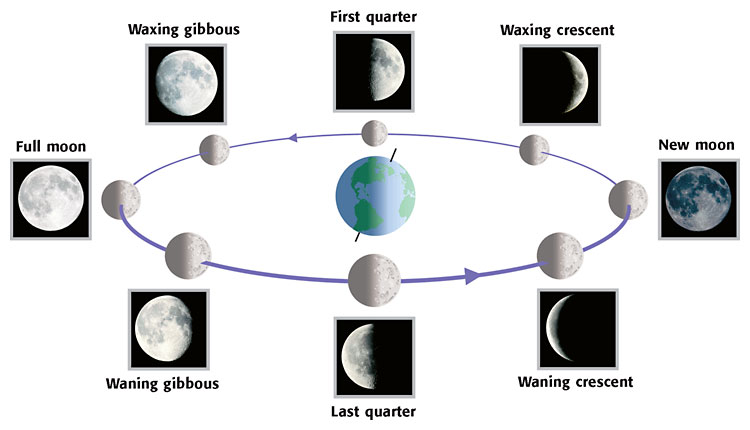 First quarter
Waxing gibbous
Waxing crescent
Full moon
New moon
Waning gibbous
Waning crescent
Last quarter